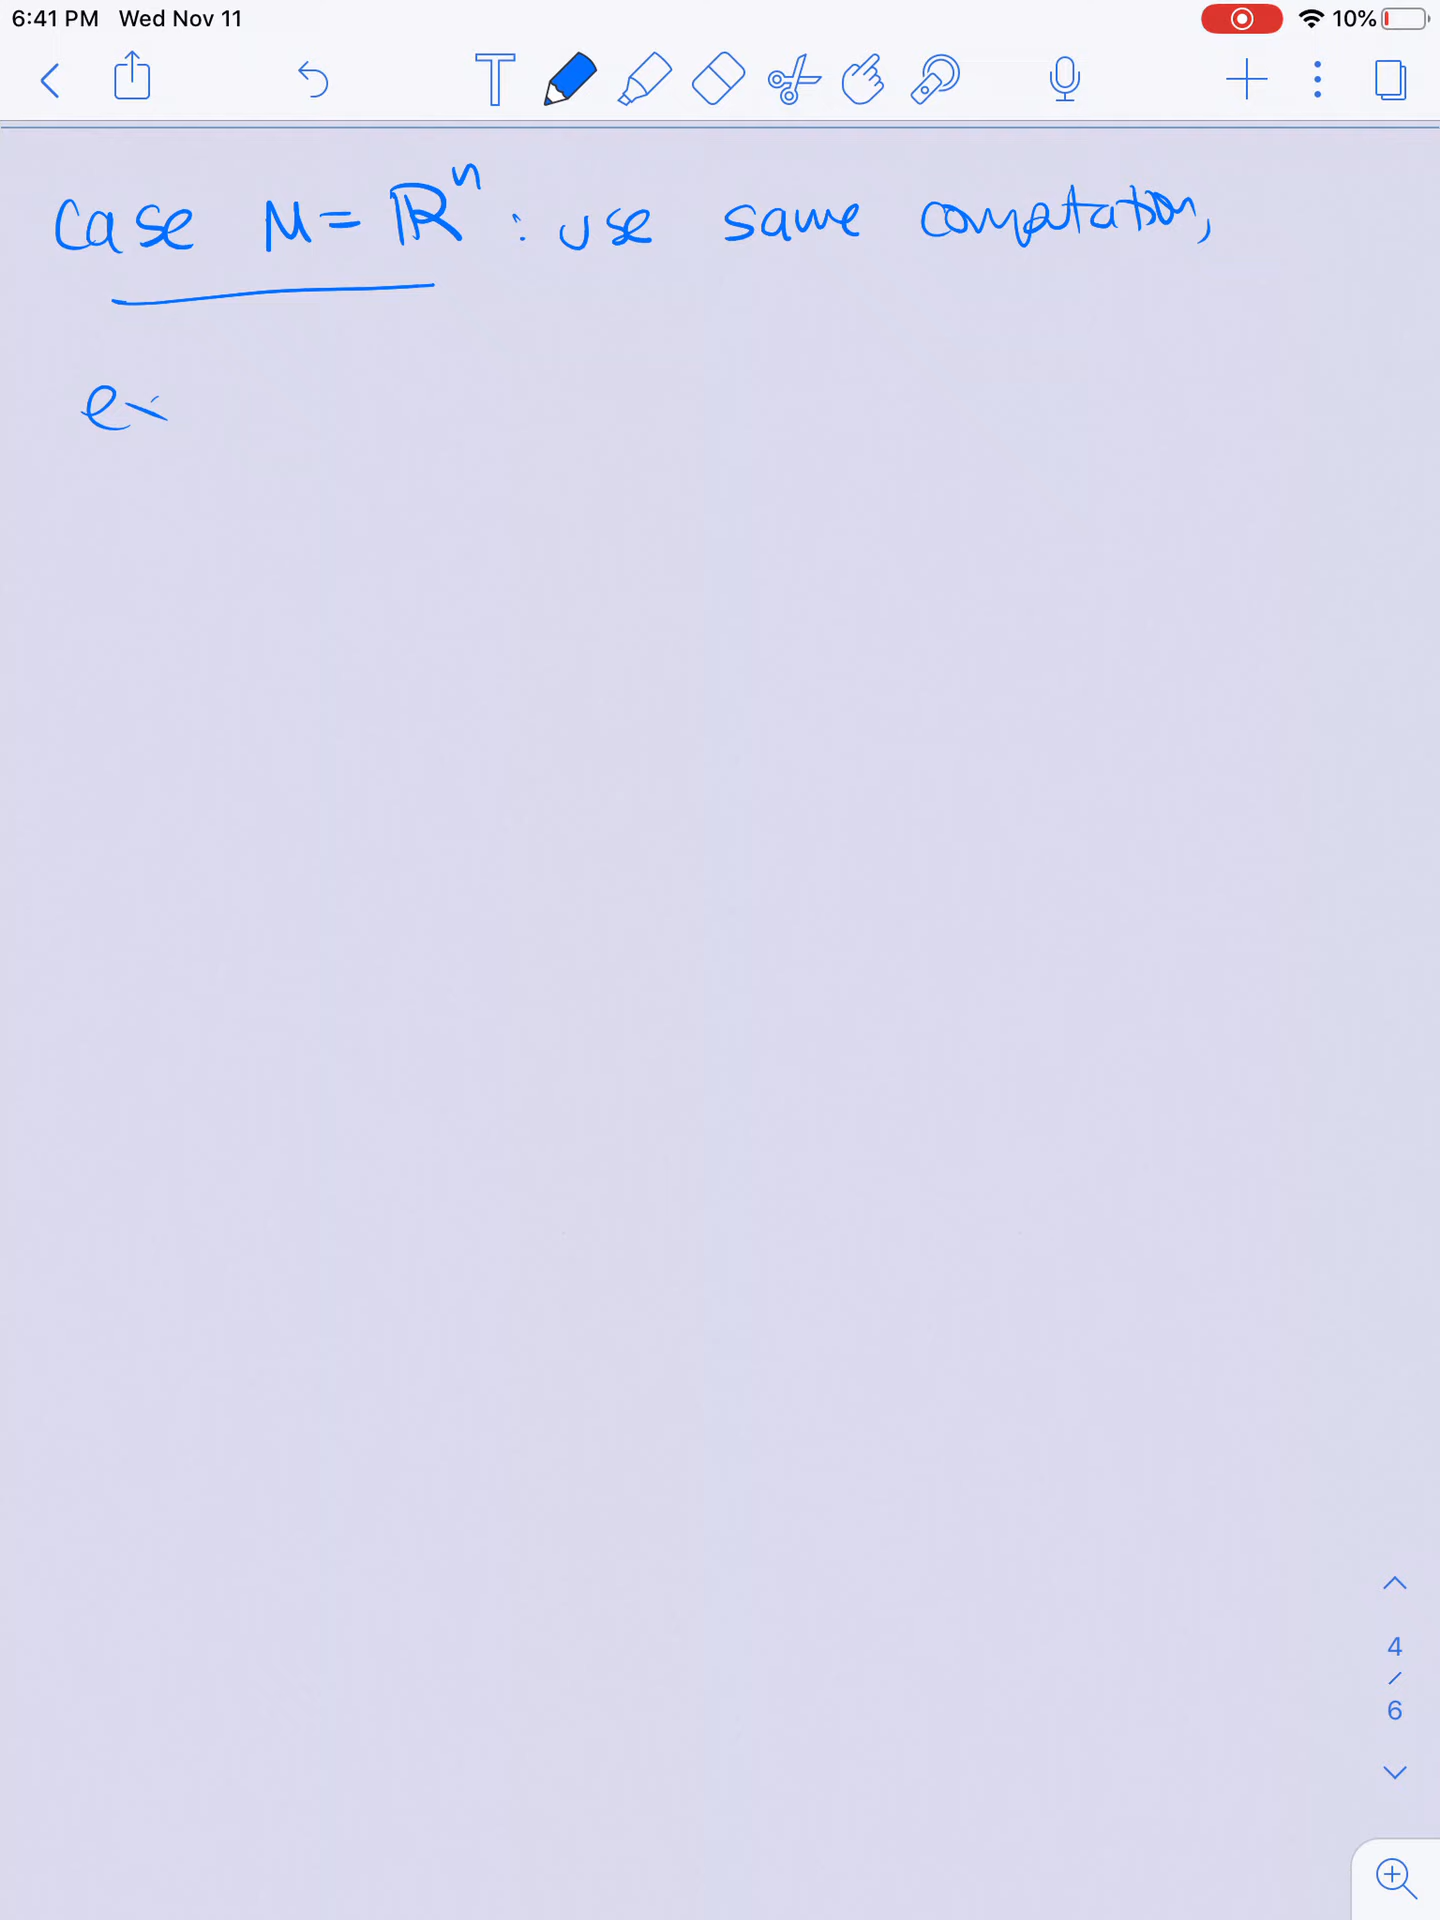 6:41 PM Wed Nov 11 10%
T
Case M = ℝⁿ : use same computation,
ex
4
/
6